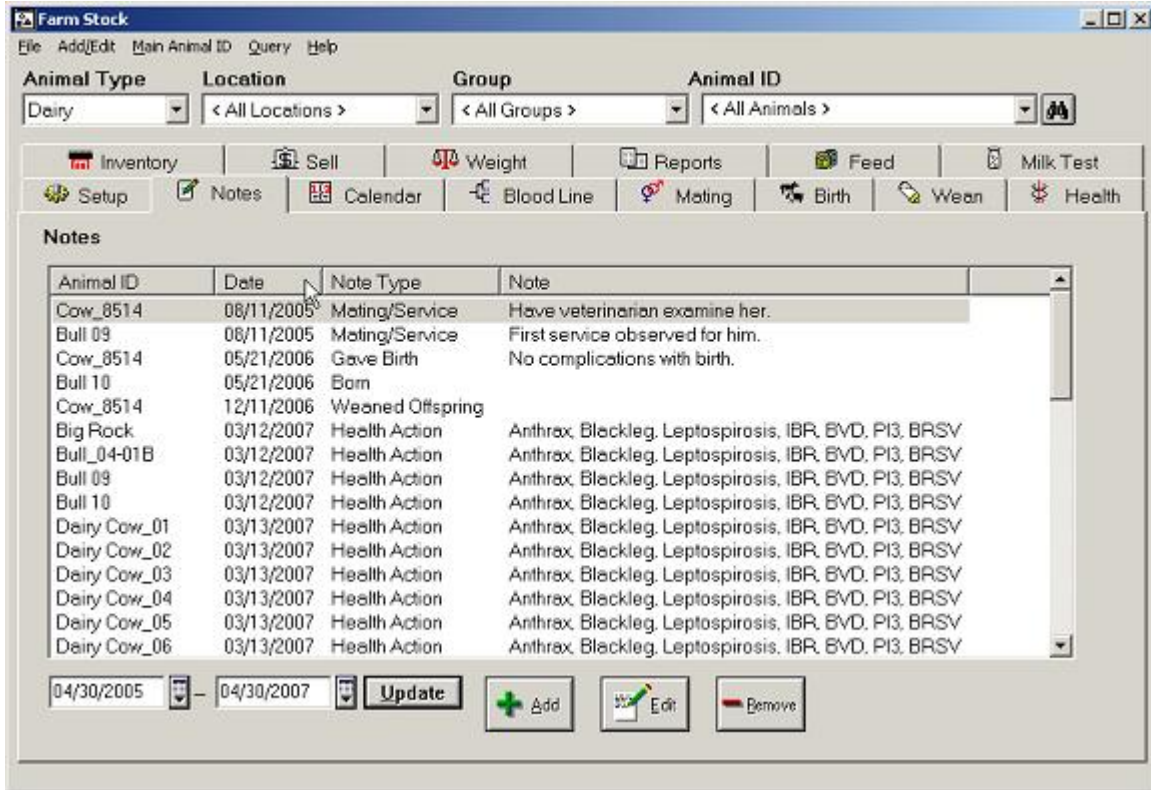 Farm Stock
File Add/Edit Main Animal ID Query Help
Animal Type Location Group Animal ID
Dairy < All Locations > < All Groups > < All Animals >
Inventory Sell Weight Reports Feed Milk Test
Setup Notes Calendar Blood Line Mating Birth Wean Health
Notes
Animal ID Date Note Type Note
Cow_8514 08/11/2005 Mating/Service Have veterinarian examine her.
Bull 09 08/11/2005 Mating/Service First service observed for him.
Cow_8514 05/21/2006 Gave Birth No complications with birth.
Bull 10 05/21/2006 Born
Cow_8514 12/11/2006 Weaned Offspring
Big Rock 03/12/2007 Health Action Anthrax, Blackleg, Leptospirosis, IBR, BVD, PI3, BRSV
Bull_04-01B 03/12/2007 Health Action Anthrax, Blackleg, Leptospirosis, IBR, BVD, PI3, BRSV
Bull 09 03/12/2007 Health Action Anthrax, Blackleg, Leptospirosis, IBR, BVD, PI3, BRSV
Bull 10 03/12/2007 Health Action Anthrax, Blackleg, Leptospirosis, IBR, BVD, PI3, BRSV
Dairy Cow_01 03/13/2007 Health Action Anthrax, Blackleg, Leptospirosis, IBR, BVD, PI3, BRSV
Dairy Cow_02 03/13/2007 Health Action Anthrax, Blackleg, Leptospirosis, IBR, BVD, PI3, BRSV
Dairy Cow_03 03/13/2007 Health Action Anthrax, Blackleg, Leptospirosis, IBR, BVD, PI3, BRSV
Dairy Cow_04 03/13/2007 Health Action Anthrax, Blackleg, Leptospirosis, IBR, BVD, PI3, BRSV
Dairy Cow_05 03/13/2007 Health Action Anthrax, Blackleg, Leptospirosis, IBR, BVD, PI3, BRSV
Dairy Cow_06 03/13/2007 Health Action Anthrax, Blackleg, Leptospirosis, IBR, BVD, PI3, BRSV
04/30/2005 – 04/30/2007 Update Add Edit Remove